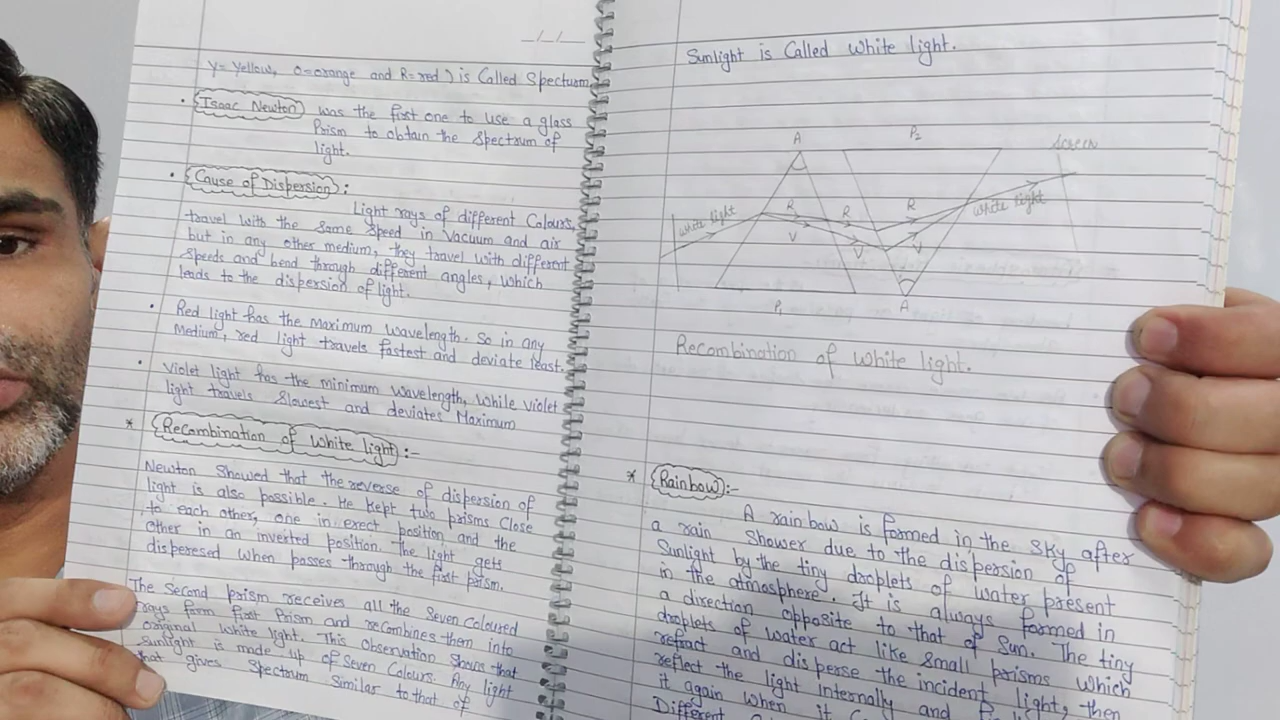 _/_/_
Y= Yellow, O=orange and R= red ) is Called Spectrum.
• Isaac Newton was the first one to use a glass
Prism to obtain the Spectrum of
light.
• Cause of Dispersion :
Light rays of different Colours,
travel with the same speed in Vacuum and air
but in any other medium, they travel with different
speeds and bend through different angles, which
leads to the dispersion of light.
• Red light has the Maximum wavelength. So in any
Medium, red light travels fastest and deviate least.
• Violet light has the minimum Wavelength, While violet
light travels Slowest and deviates Maximum
* Recombination of White light :-
Newton Showed that the reverse of dispersion of
light is also possible. He kept two prisms Close
to each other, one in erect position and the
other in an inverted position. The light gets
dispersed when passes through the first prism.
The Second prism receives all the Seven Coloured
rays form first Prism and recombines them into
original white light. This Observation Shows that
Sunlight is made up of Seven Colours. Any light
that gives Spectrum Similar to that of
Sunlight is Called White light.
A P₂ Screen
white light R R R white light
V V V
P₁ A
Recombination of White light.
* Rainbow :-
A rainbow is formed in the Sky after
a rain Shower due to the dispersion of
Sunlight by the tiny droplets of water present
in the atmosphere. It is always formed in
a direction opposite to that of Sun. The tiny
droplets of water act like Small prisms which
refract and disperse the incident light, then
reflect the light Internally and
it again when it
Different